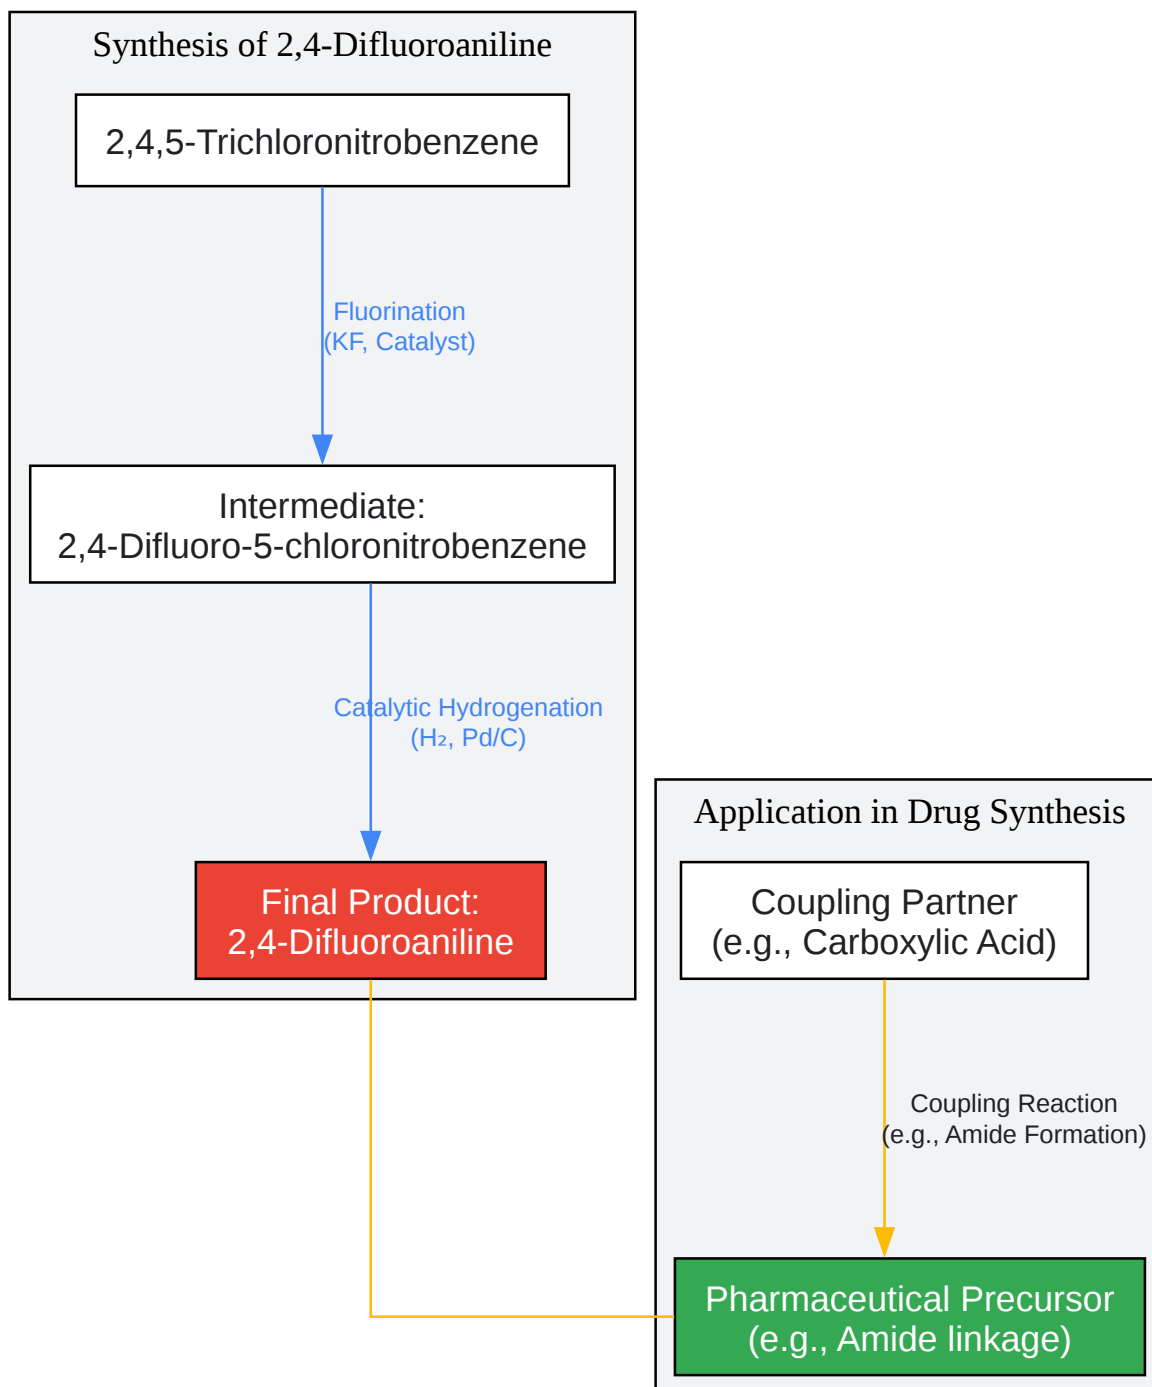 Synthesis of 2,4-Difluoroaniline
2,4,5-Trichloronitrobenzene
Fluorination
(KF, Catalyst)
Intermediate:
2,4-Difluoro-5-chloronitrobenzene
Catalytic Hydrogenation
(H₂, Pd/C)
Final Product:
2,4-Difluoroaniline
Application in Drug Synthesis
Coupling Partner
(e.g., Carboxylic Acid)
Coupling Reaction
(e.g., Amide Formation)
Pharmaceutical Precursor
(e.g., Amide linkage)